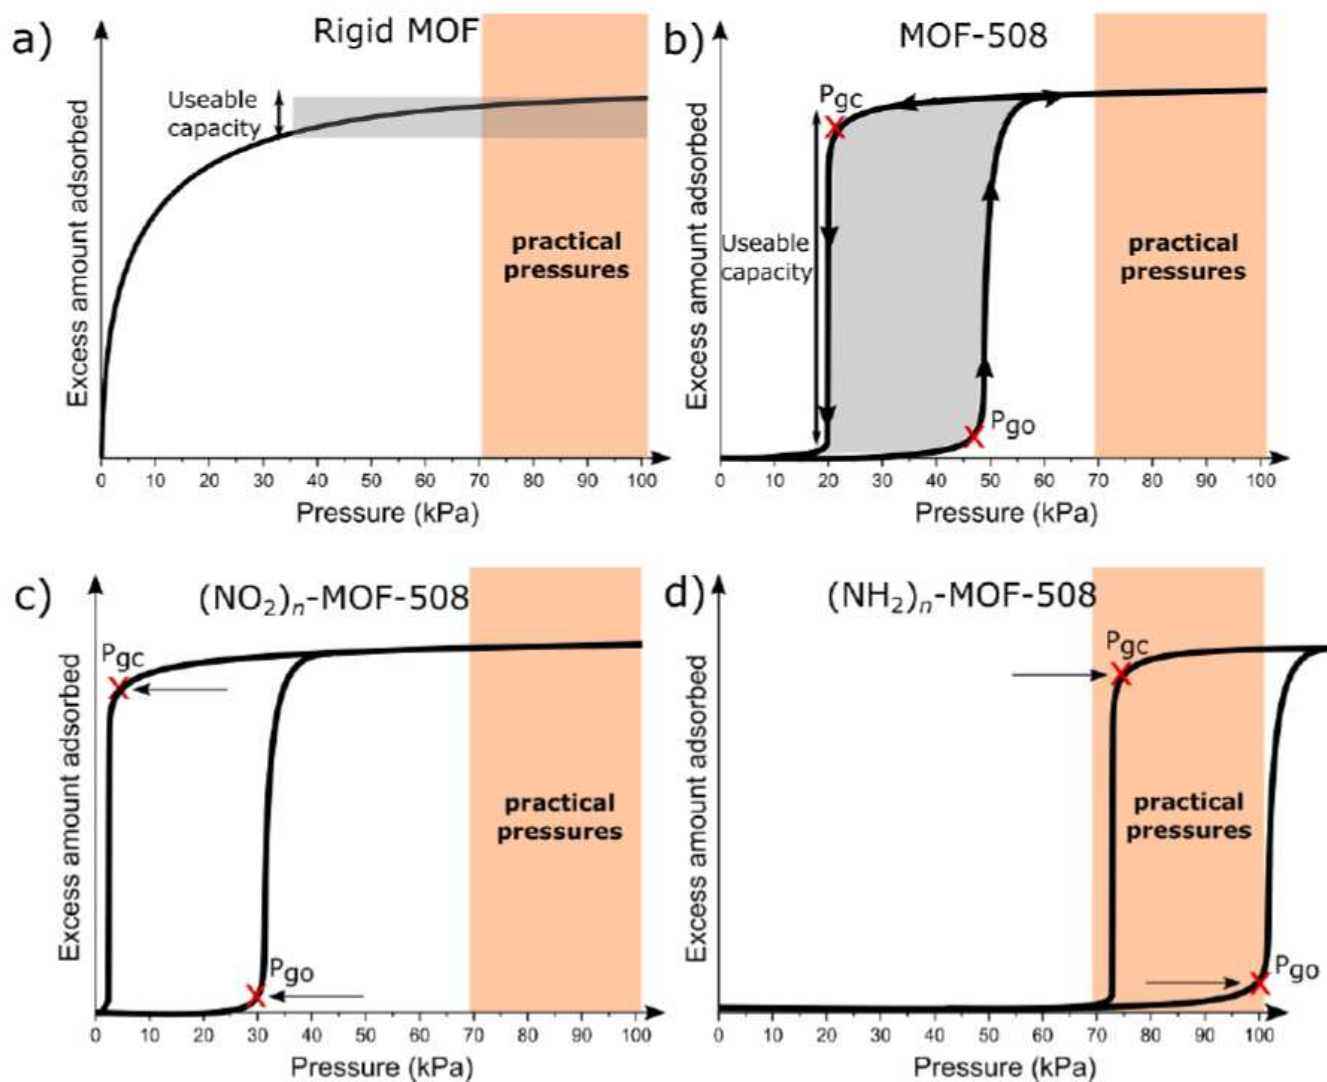 a)
Rigid MOF
Useable
capacity
practical
pressures
Excess amount adsorbed
0 10 20 30 40 50 60 70 80 90 100
Pressure (kPa)
b)
MOF-508
Pgc
Useable
capacity
practical
pressures
Pgo
Excess amount adsorbed
0 10 20 30 40 50 60 70 80 90 100
Pressure (kPa)
c)
(NO₂)n-MOF-508
Pgc
practical
pressures
Pgo
Excess amount adsorbed
0 10 20 30 40 50 60 70 80 90 100
Pressure (kPa)
d)
(NH₂)n-MOF-508
Pgc
practical
pressures
Pgo
Excess amount adsorbed
0 10 20 30 40 50 60 70 80 90 100
Pressure (kPa)